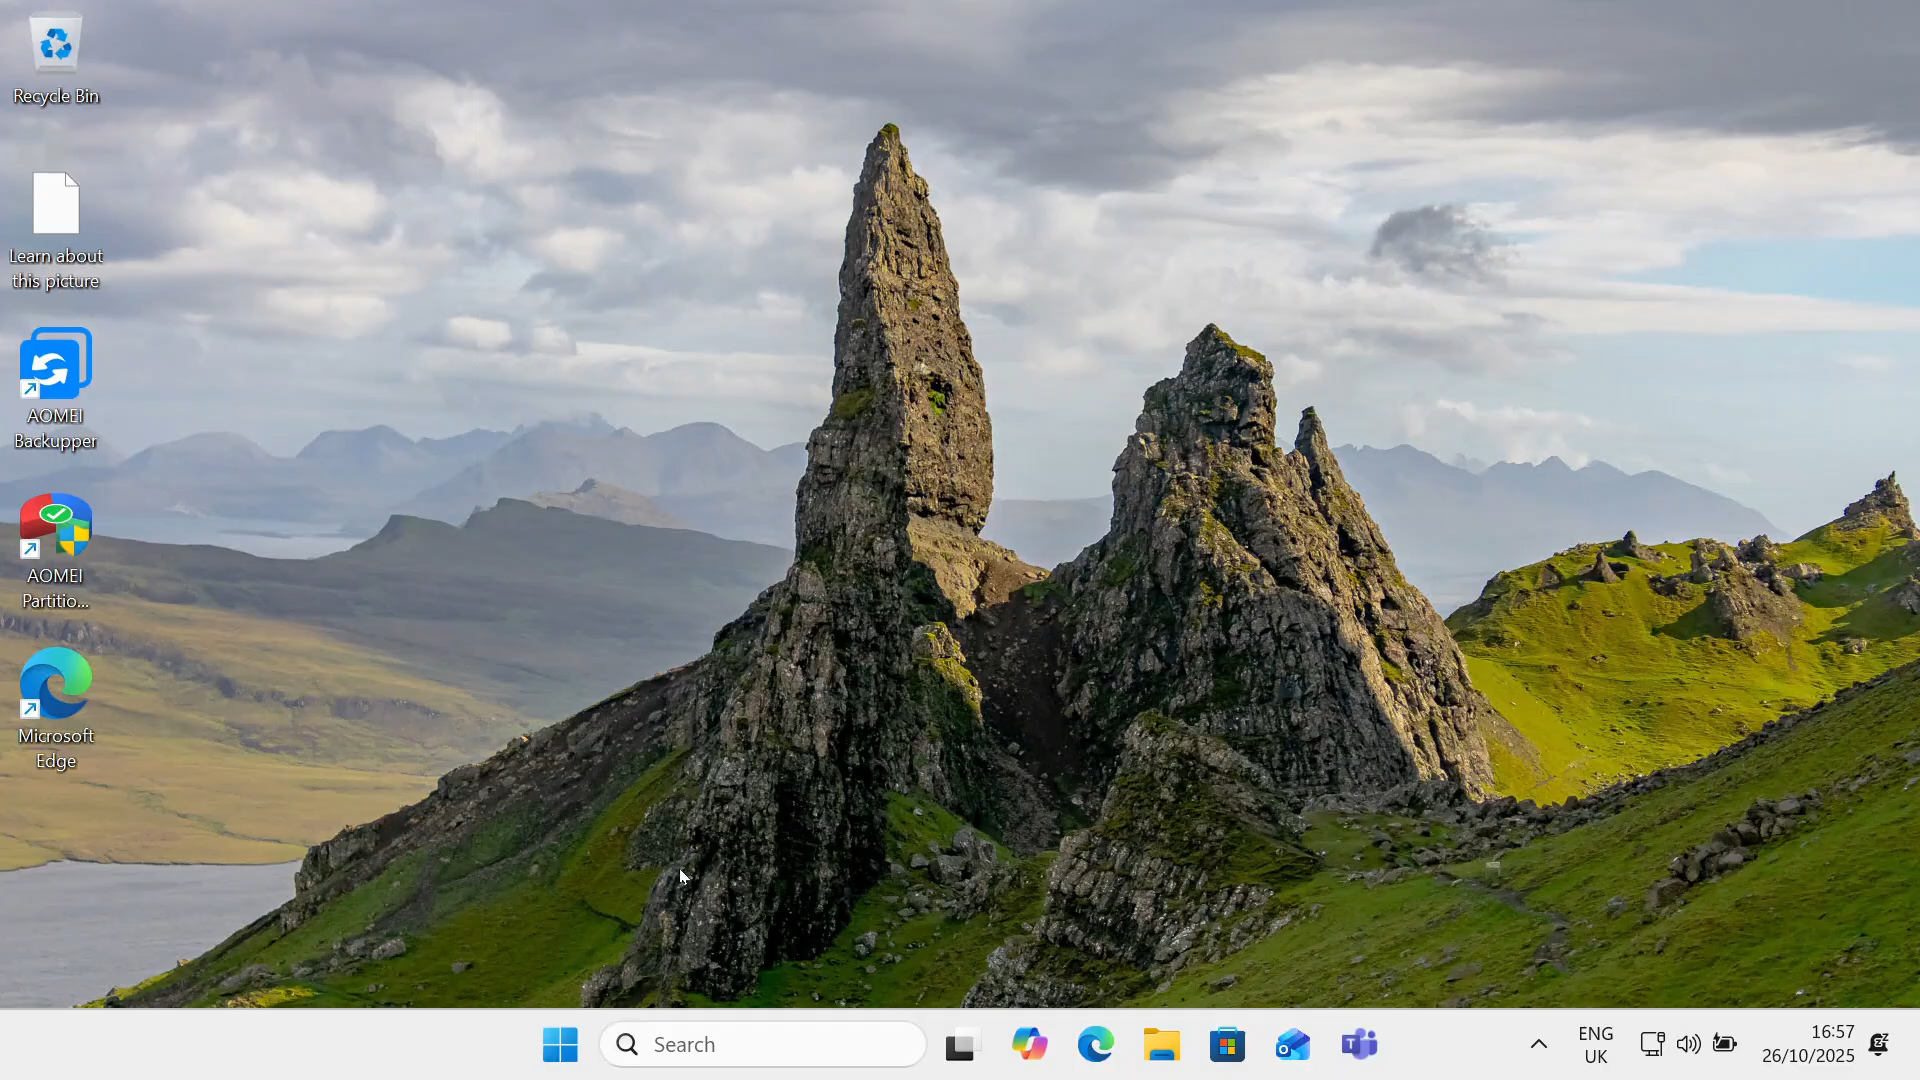 Recycle Bin
Learn about
this picture
AOMEI
Backupper
AOMEI
Partitio...
Microsoft
Edge
Search
ENG
UK
16:57
26/10/2025